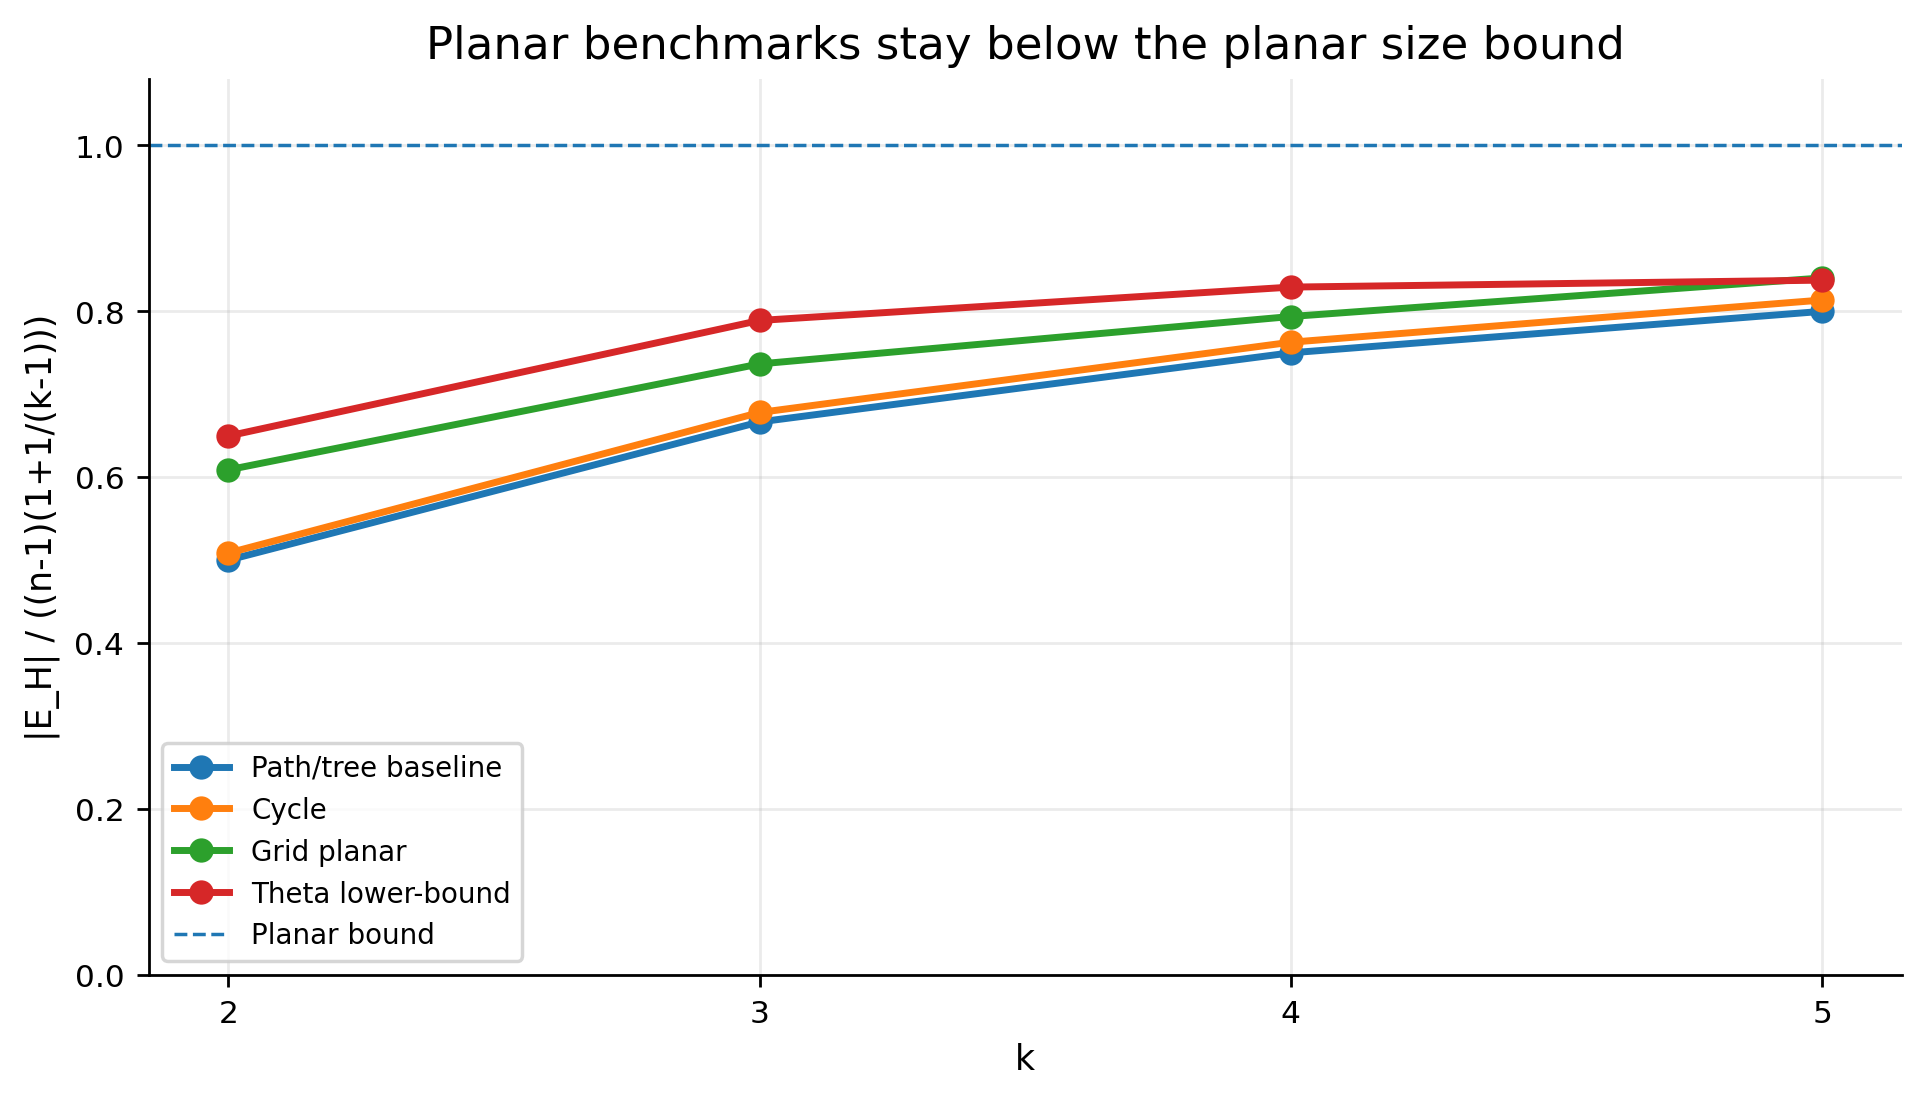 Planar benchmarks stay below the planar size bound
|E_H| / ((n-1)(1+1/(k-1)))
1.0
0.8
0.6
0.4
0.2
0.0
Path/tree baseline
Cycle
Grid planar
Theta lower-bound
Planar bound
2 3 4 5
k